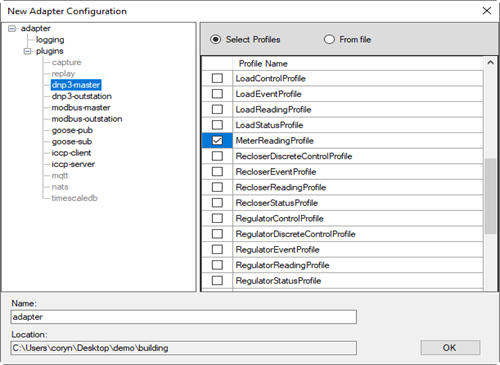 New Adapter Configuration
adapter
logging
plugins
capture
replay
dnp3-master
dnp3-outstation
modbus-master
modbus-outstation
goose-pub
goose-sub
iccp-client
iccp-server
mqtt
nats
timescaledb
Select Profiles
From file
Profile Name
LoadControlProfile
LoadEventProfile
LoadReadingProfile
LoadStatusProfile
MeterReadingProfile
RecloserDiscreteControlProfile
RecloserEventProfile
RecloserReadingProfile
RecloserStatusProfile
RegulatorControlProfile
RegulatorDiscreteControlProfile
RegulatorEventProfile
RegulatorReadingProfile
RegulatorStatusProfile
Name:
adapter
Location:
C:\Users\coryn\Desktop\demo\building
OK